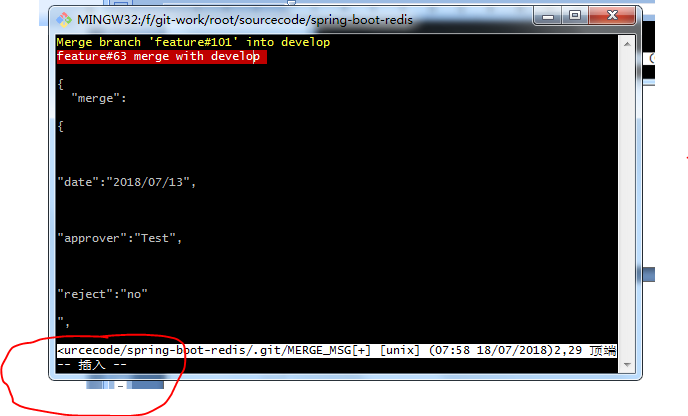 MINGW32:/f/git-work/root/sourcecode/spring-boot-redis
Merge branch 'feature#101' into develop
feature#63 merge with develop
{
"merge":
{
"date":"2018/07/13",
"approver":"Test",
"reject":"no"
",
<urcecode/spring-boot-redis/.git/MERGE_MSG[+] [unix] (07:58 18/07/2018)2,29 顶端
-- 插入 --